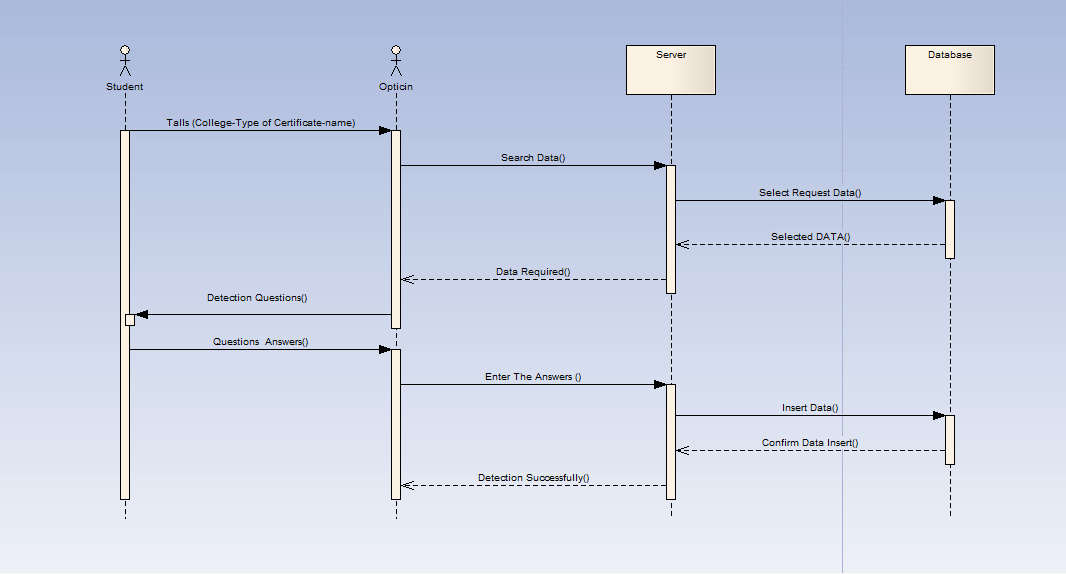 Server
Database
Student
Opticin
Talls (College-Type of Certificate-name)
Search Data()
Select Request Data()
Selected DATA()
Data Required()
Detection Questions()
Questions Answers()
Enter The Answers ()
Insert Data()
Confirm Data Insert()
Detection Successfully()